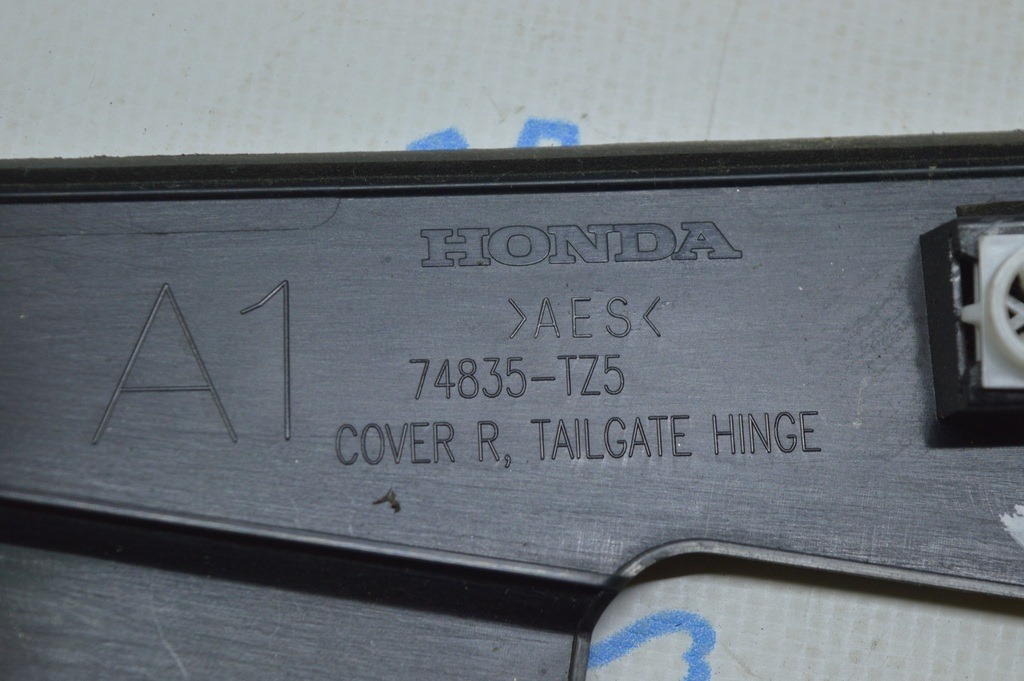 HONDA
>AES<
A1
74835-TZ5
COVER R, TAILGATE HINGE